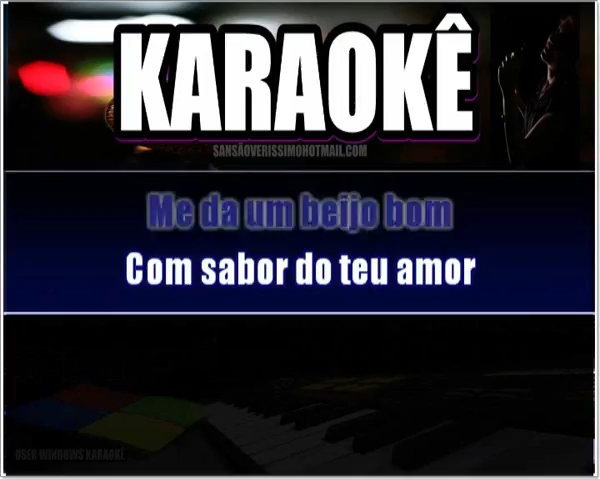 KARAOKÊ
SANSÃOVERISSIMOHOTMAIL.COM
Me da um beijo bom
Com sabor do teu amor
USER WINDOWS KARAOKÊ